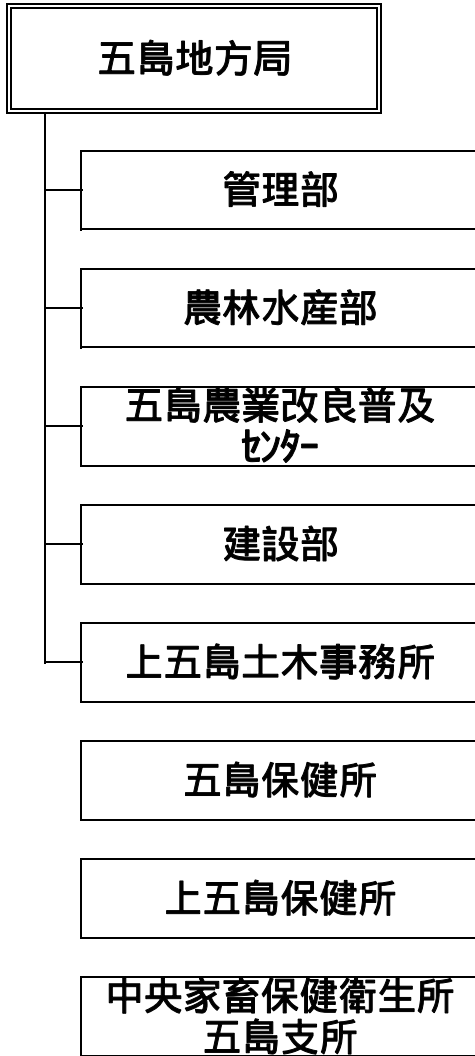 五島地方局
管理部
農林水産部
五島農業改良普及
ｾﾝﾀｰ
建設部
上五島土木事務所
五島保健所
上五島保健所
中央家畜保健衛生所
五島支所